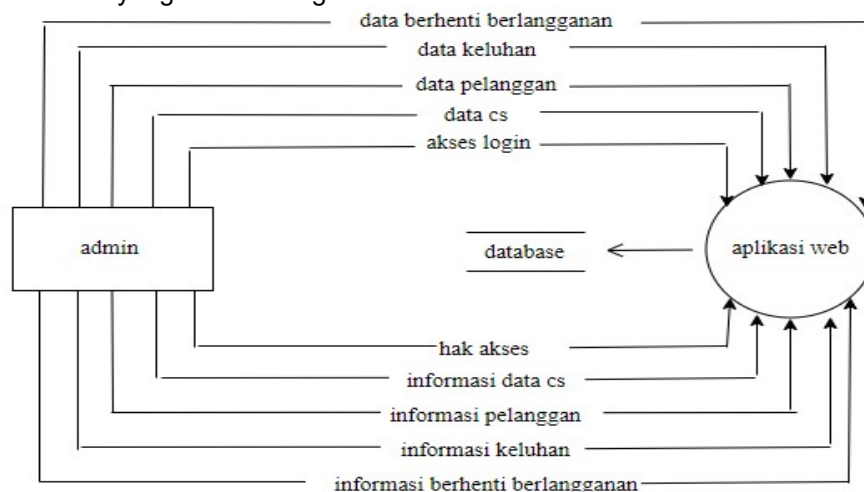 data berhenti berlangganan
data keluhan
data pelanggan
data cs
akses login
admin
database
aplikasi web
hak akses
informasi data cs
informasi pelanggan
informasi keluhan
informasi berhenti berlangganan